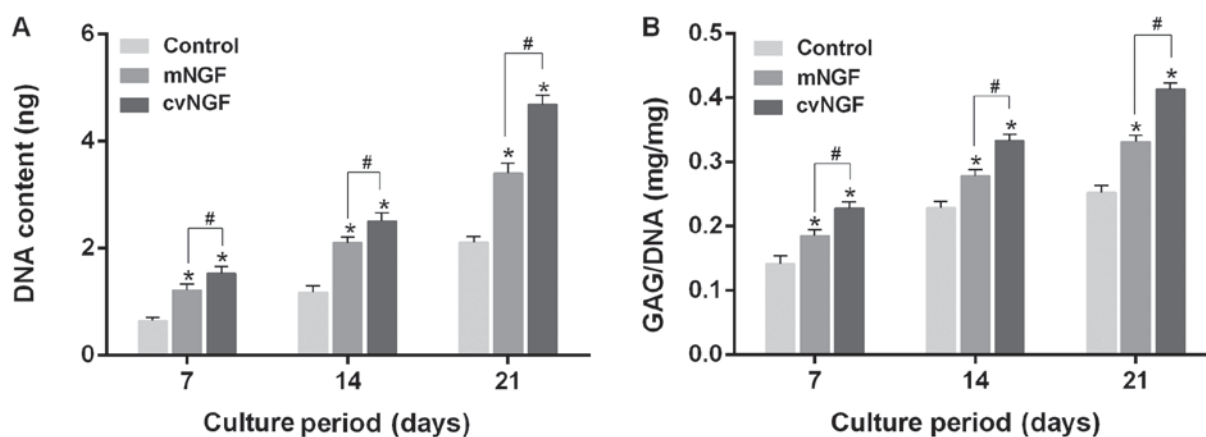 A
Control
mNGF
cvNGF
DNA content (ng)
6
4
2
0
#
*
*
#
*
*
#
*
*
7
14
21
Culture period (days)
B
Control
mNGF
cvNGF
GAG/DNA (mg/mg)
0.5
0.4
0.3
0.2
0.1
0.0
#
*
*
#
*
*
#
*
*
7
14
21
Culture period (days)